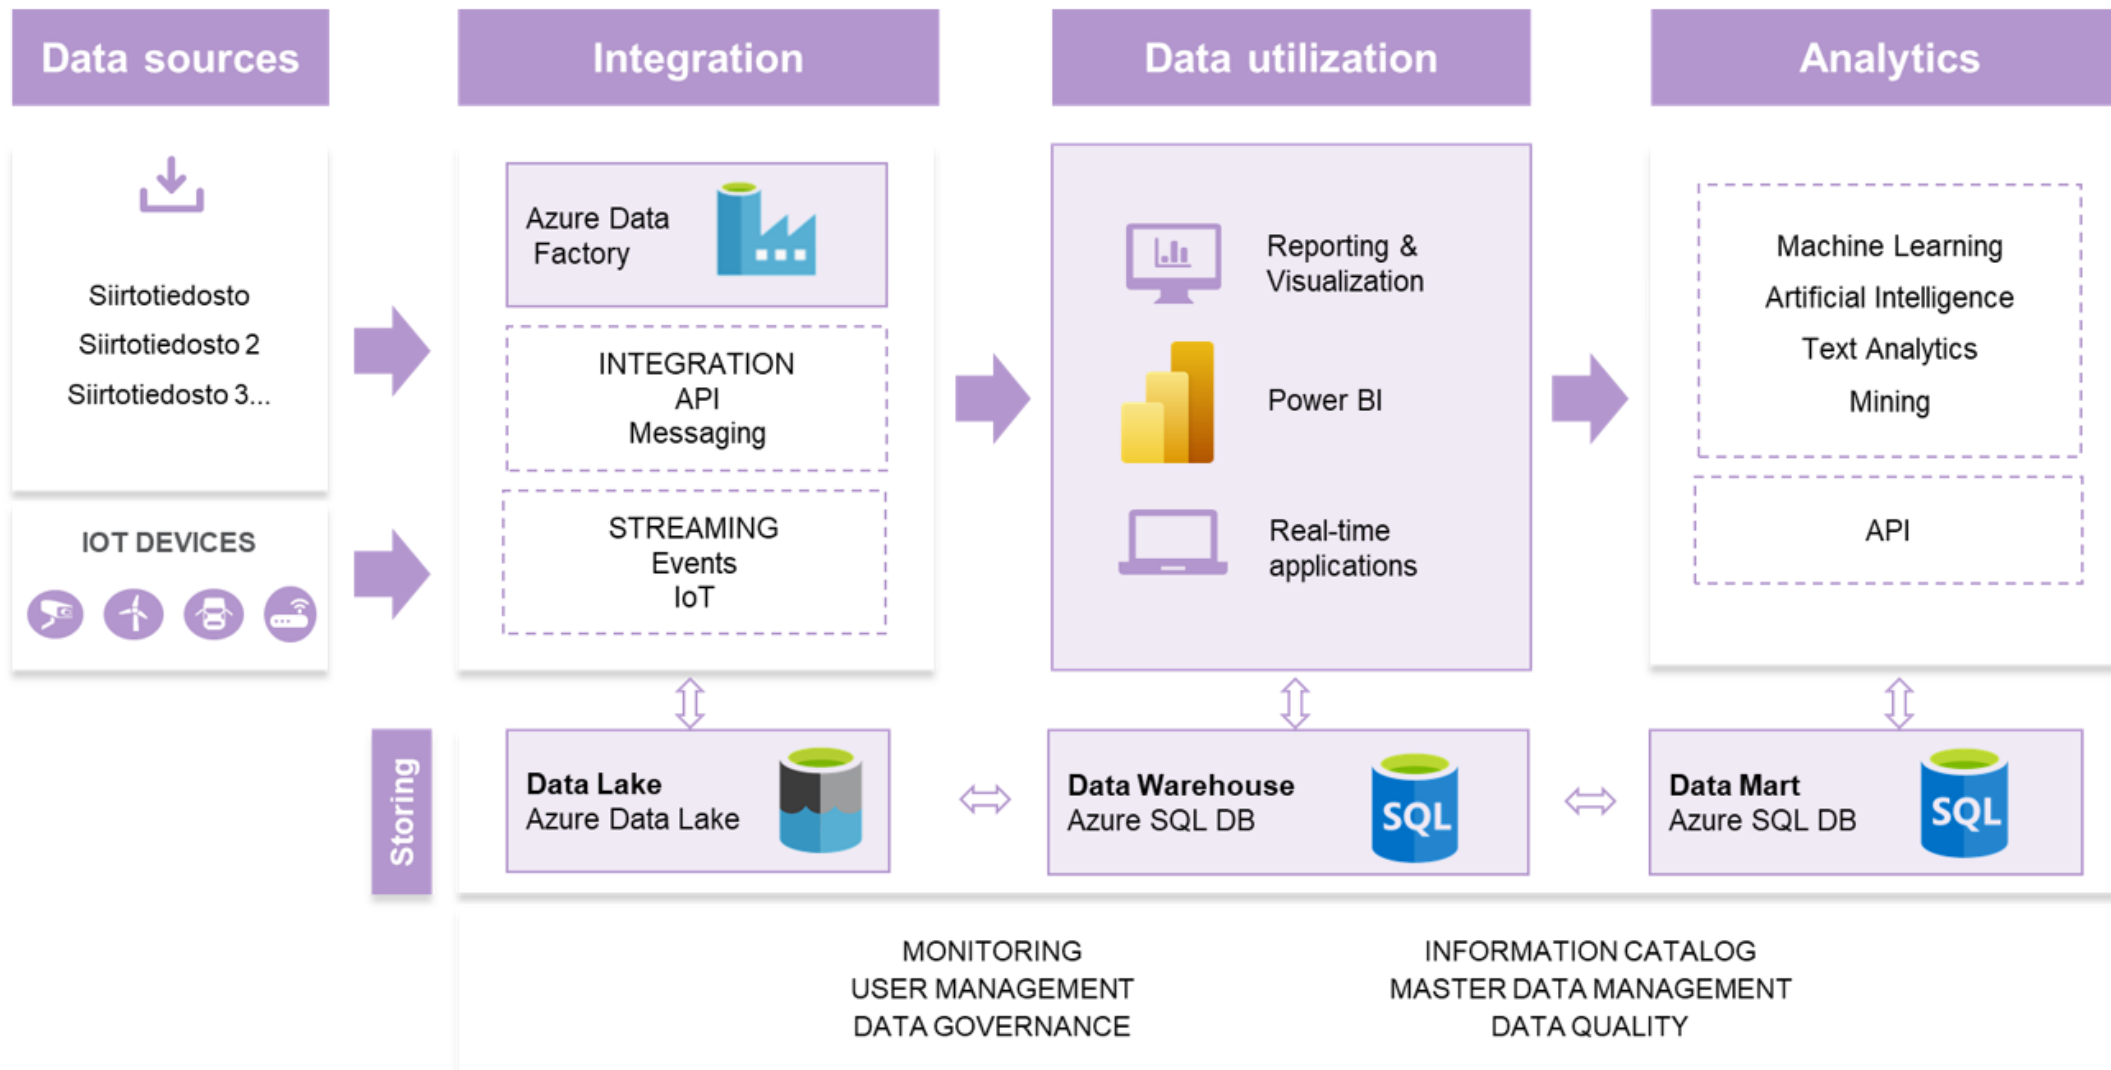 Data sources
Integration
Data utilization
Analytics
Siirtotiedosto
Siirtotiedosto 2
Siirtotiedosto 3...
IOT DEVICES
Azure Data
Factory
INTEGRATION
API
Messaging
STREAMING
Events
IoT
Reporting &
Visualization
Power BI
Real-time
applications
Machine Learning
Artificial Intelligence
Text Analytics
Mining
API
Storing
Data Lake
Azure Data Lake
Data Warehouse
Azure SQL DB
SQL
Data Mart
Azure SQL DB
SQL
MONITORING
USER MANAGEMENT
DATA GOVERNANCE
INFORMATION CATALOG
MASTER DATA MANAGEMENT
DATA QUALITY